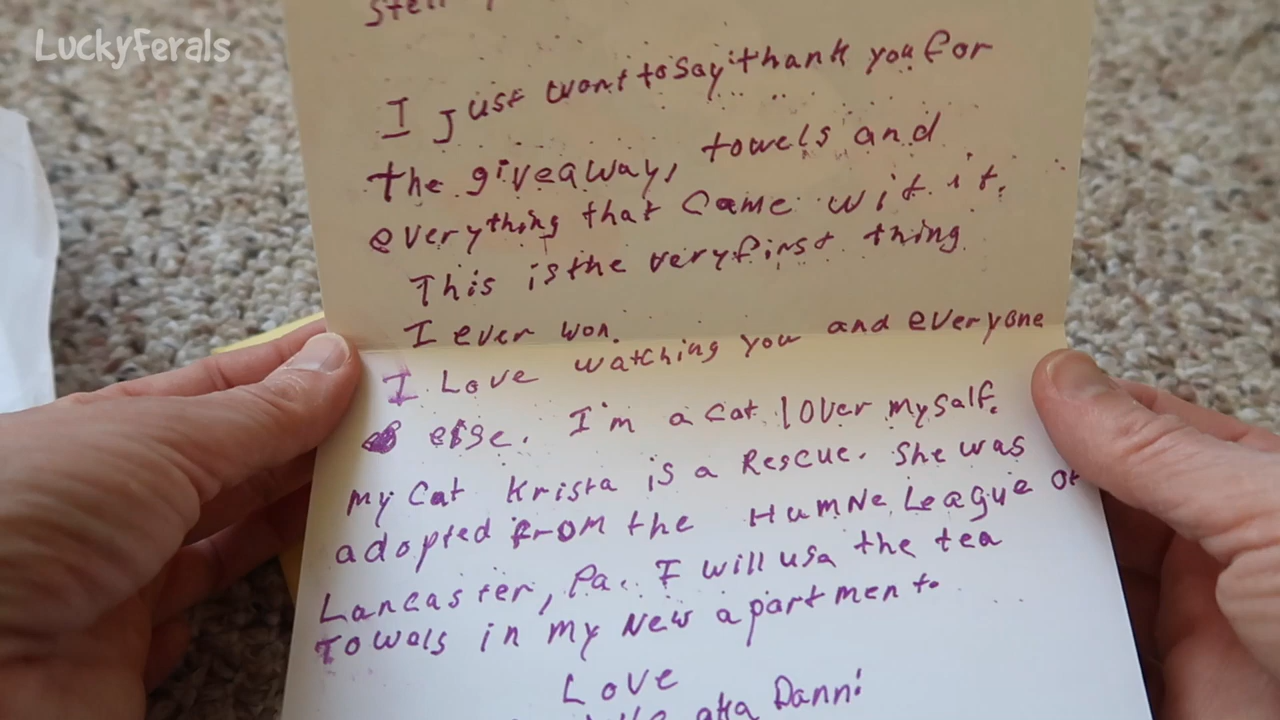 LuckyFerals
I Just want to say thank you for
the giveaway, towels and
everything that came wit it.
This is the very first thing
I ever won.
I Love watching you and everyone
else. I'm a cat lover mysalf.
my Cat Krista is a Rescue. She was
adopted from the HumNe League of
Lancaster, Pa. I will usa the tea
Towals in my New apartment.
Love
aka Danni